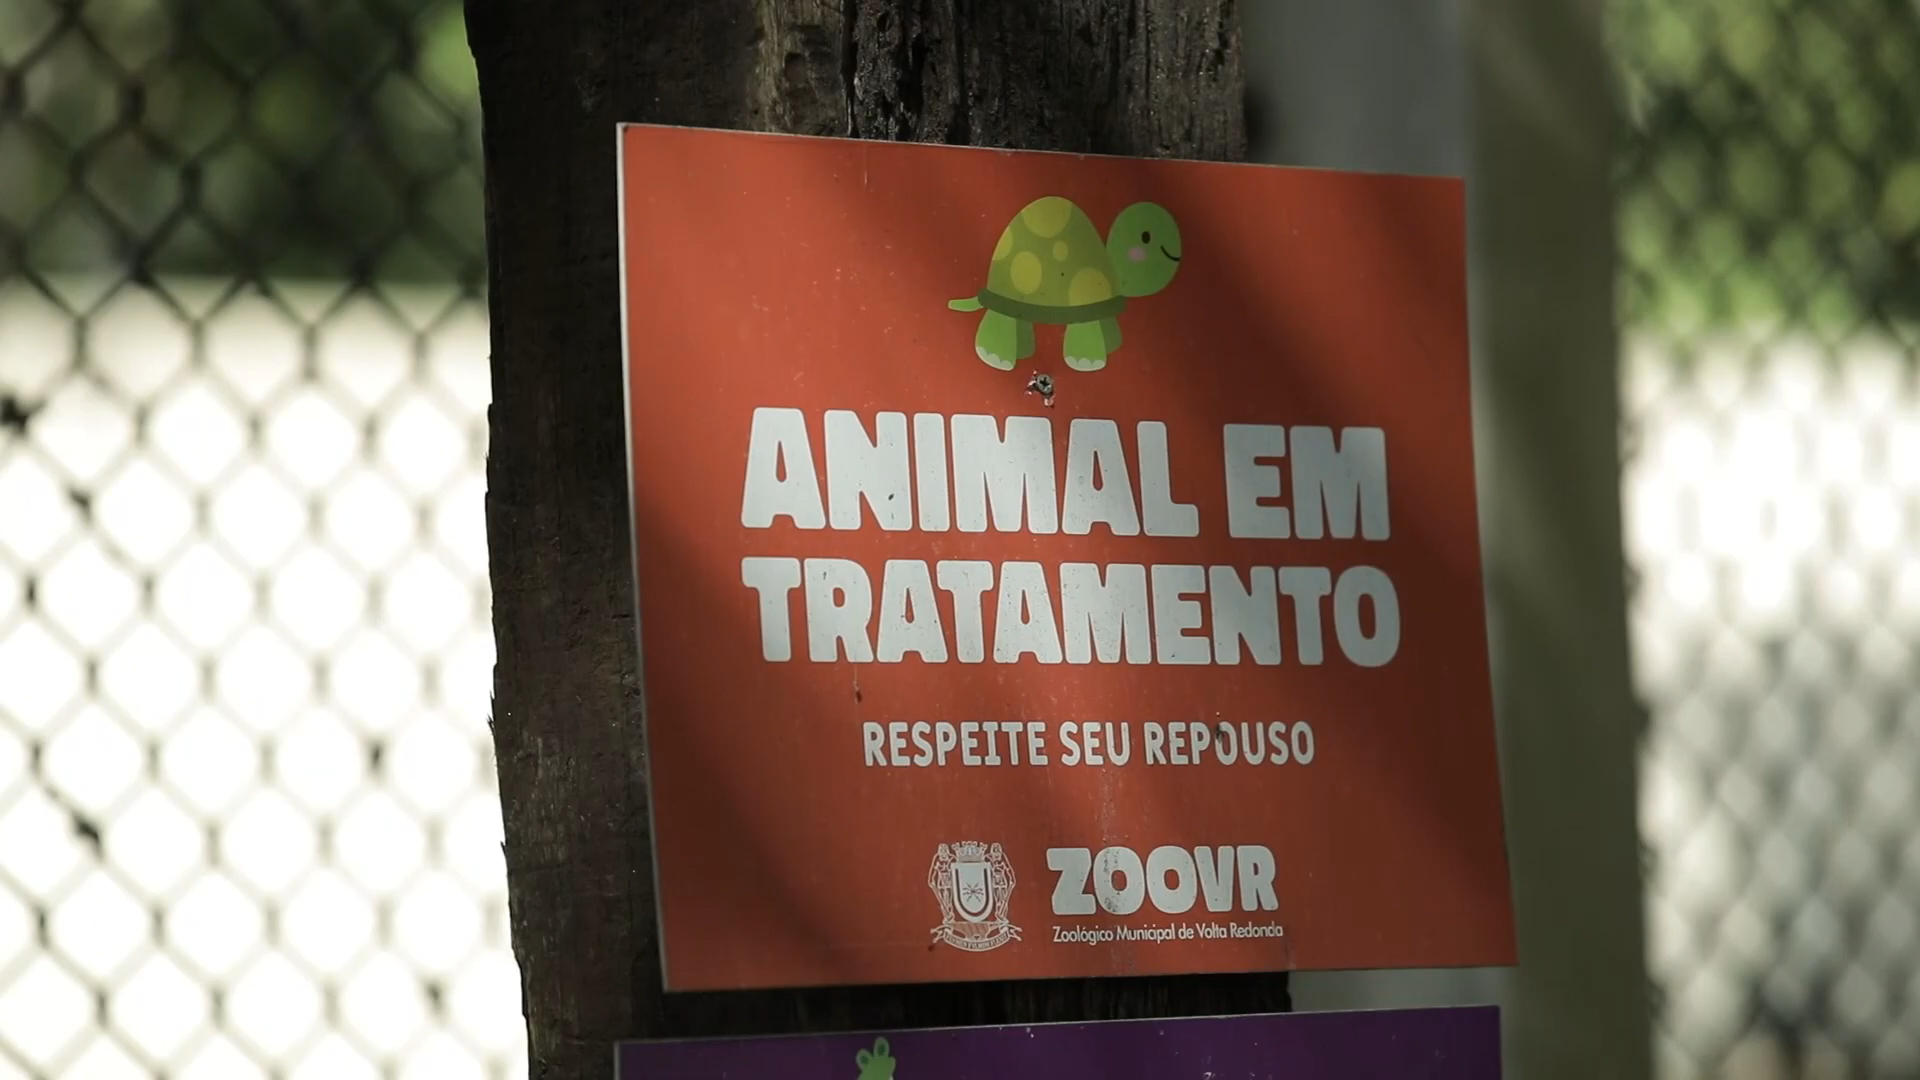 ANIMAL EM
TRATAMENTO
RESPEITE SEU REPOUSO
ZOOVR
Zoológico Municipal de Volta Redonda